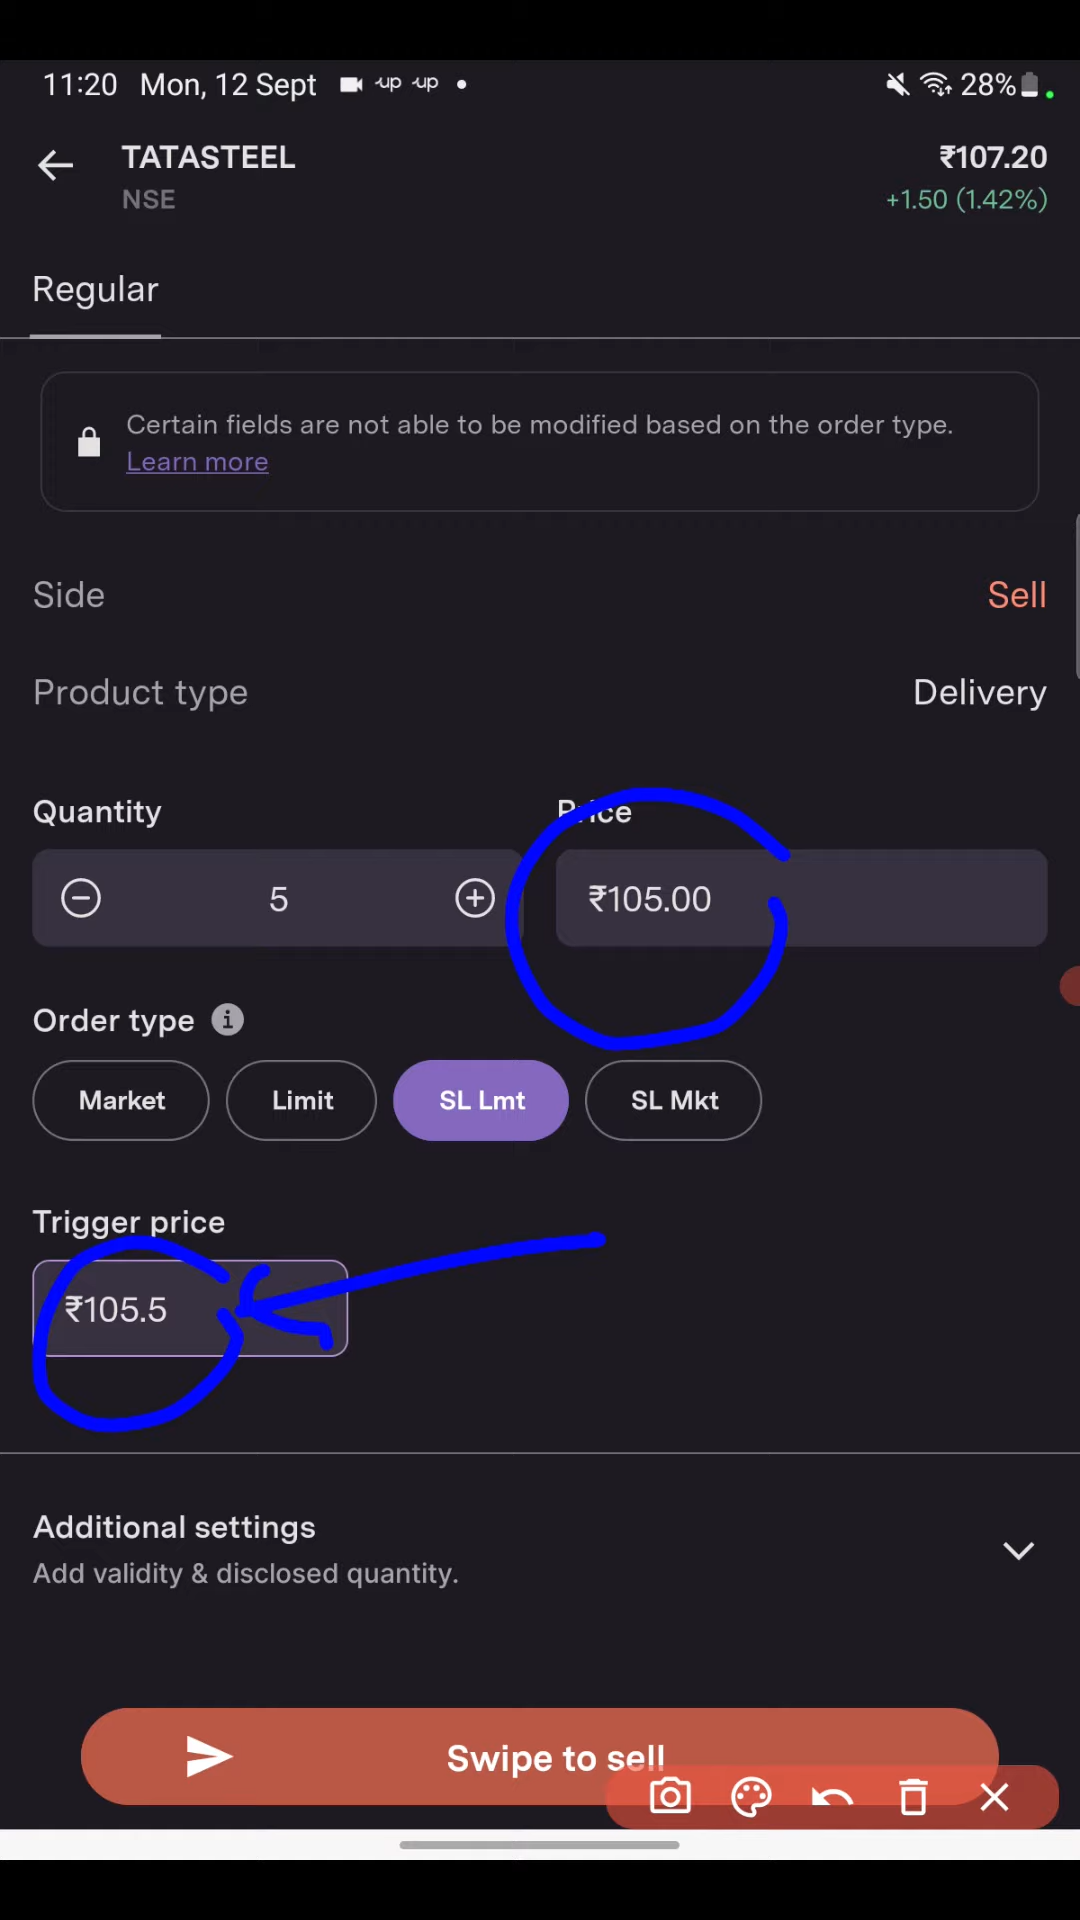 11:20 Mon, 12 Sept up up 28%
TATASTEEL ₹107.20
NSE +1.50 (1.42%)
Regular
Certain fields are not able to be modified based on the order type.
Learn more
Side Sell
Product type Delivery
Quantity Price
5 ₹105.00
Order type
Market Limit SL Lmt SL Mkt
Trigger price
₹105.5
Additional settings
Add validity & disclosed quantity.
Swipe to sell